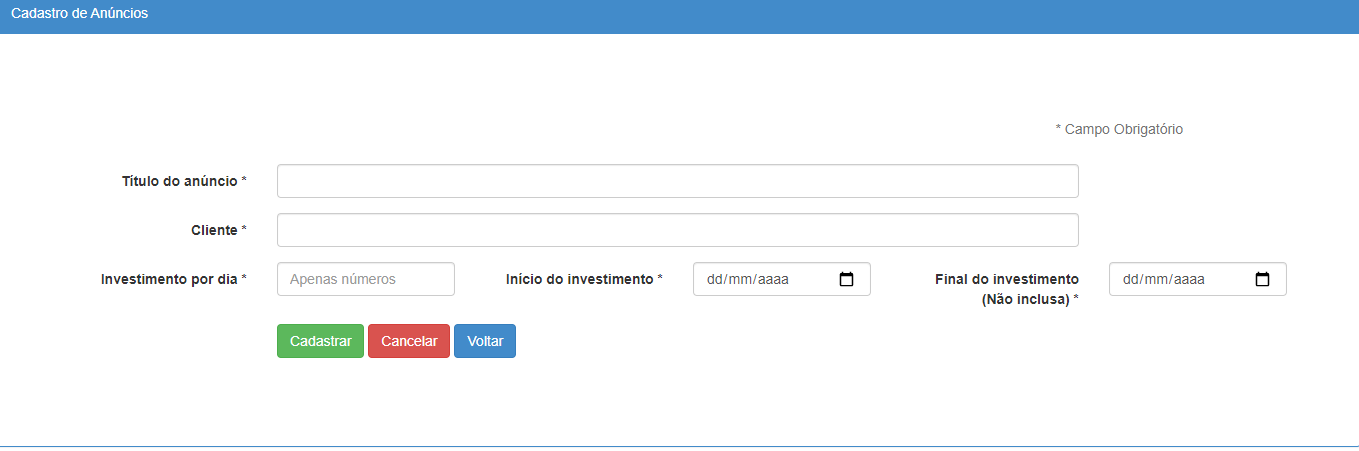 Cadastro de Anúncios
* Campo Obrigatório
Título do anúncio *
Cliente *
Investimento por dia * Apenas números Início do investimento * dd/mm/aaaa Final do investimento dd/mm/aaaa
(Não inclusa) *
Cadastrar Cancelar Voltar